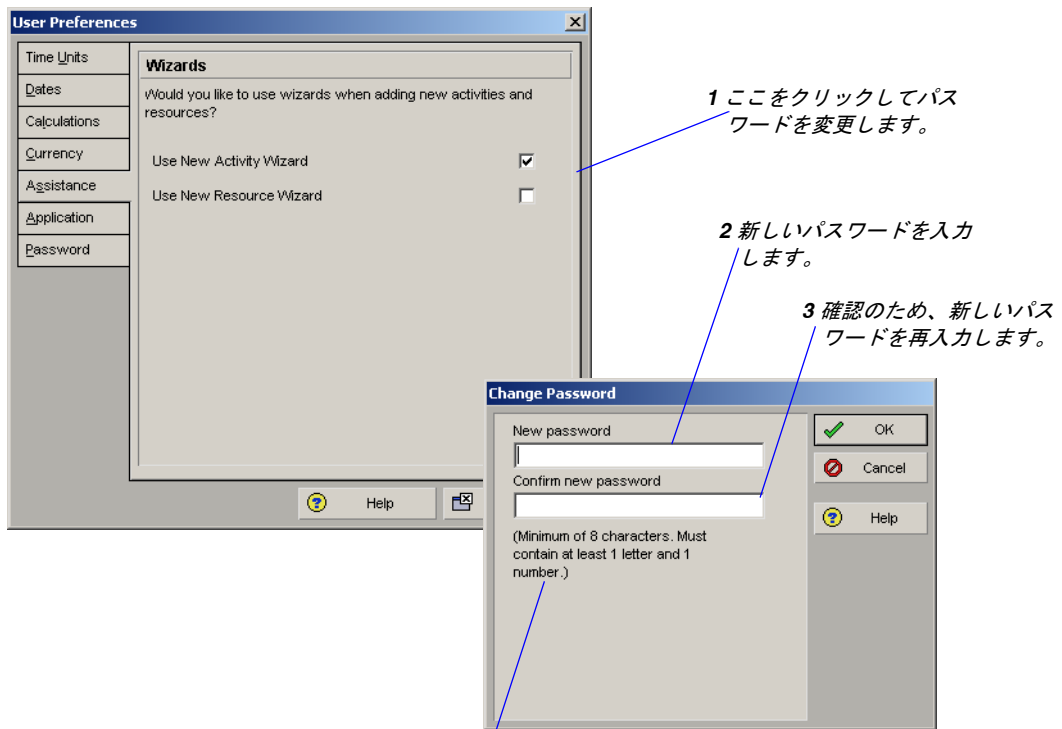 User Preferences
Time Units
Dates
Calculations
Currency
Assistance
Application
Password
Wizards
Would you like to use wizards when adding new activities and
resources?
Use New Activity Wizard
Use New Resource Wizard
Help
1 ここをクリックしてパス
ワードを変更します。
2 新しいパスワードを入力
します。
3 確認のため、新しいパス
ワードを再入力します。
Change Password
New password
Confirm new password
(Minimum of 8 characters. Must
contain at least 1 letter and 1
number.)
OK
Cancel
Help